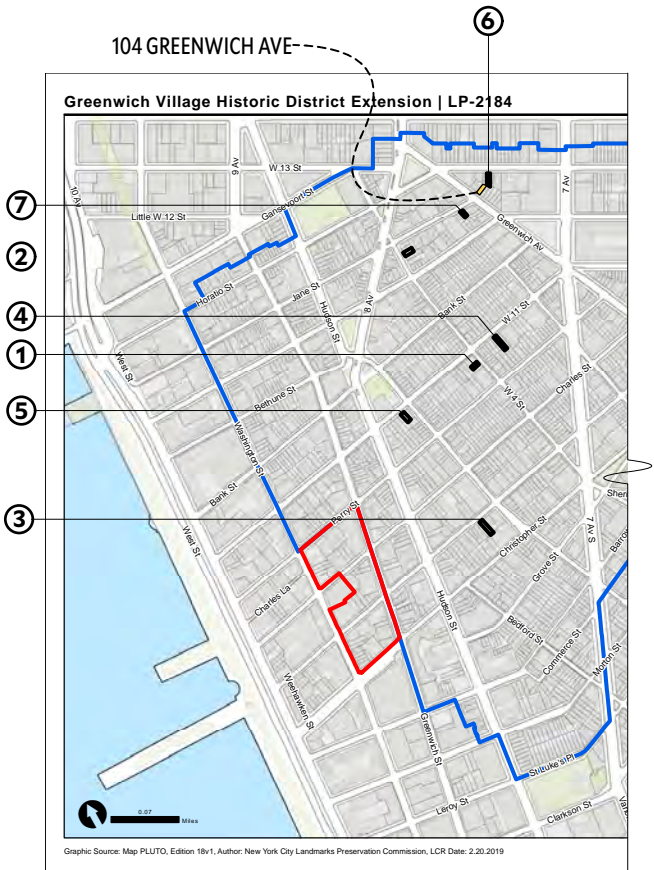 ⑥
104 GREENWICH AVE
Greenwich Village Historic District Extension | LP-2184
10 Av
9 Av
W.13 St
7 Av
Gansevoort St
⑦
Little W.12 St
Greenwich Av
②
Horatio St
Jane St
Hudson St
8 Av
Bank St
W 11 St
④
①
West St
Bethune St
W 4 St
Charles St
⑤
Washington St
Bank St
Perry St
③
West St
Christopher St
7 Av S
Sheri
Barro
Grove St
Charles La
Hudson St
Bedford St
Commerce St
Morton St
Weehawken St
Greenwich St
St Luke's Pl
Leroy St
Clarkson St
0.07
Miles
Graphic Source: Map PLUTO, Edition 18v1, Author: New York City Landmarks Preservation Commission, LCR Date: 2.20.2019